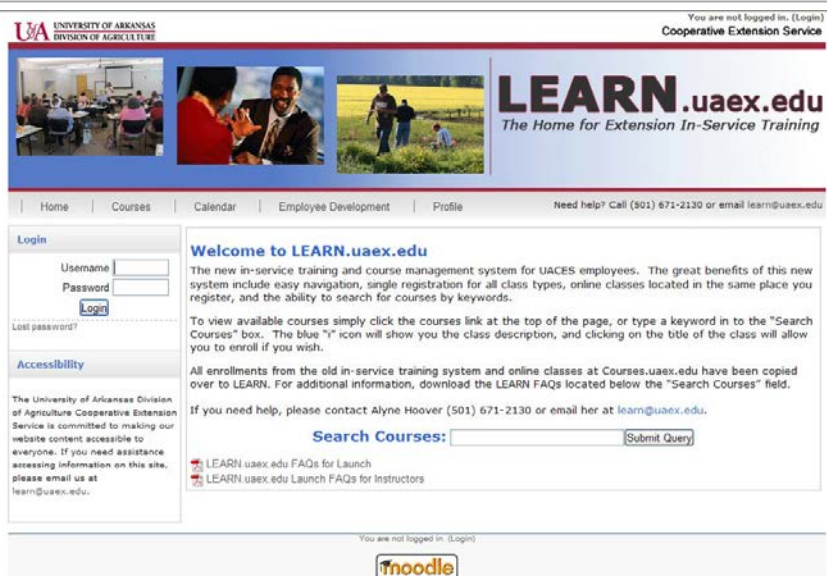 UNIVERSITY OF ARKANSAS
DIVISION OF AGRICULTURE
You are not logged in. (Login)
Cooperative Extension Service
LEARN.uaex.edu
The Home for Extension In-Service Training
Home | Courses | Calendar | Employee Development | Profile
Need help? Call (501) 671-2130 or email learn@uaex.edu
Login
Username
Password
Login
Lost password?
Accessibility
The University of Arkansas Division
of Agriculture Cooperative Extension
Service is committed to making our
website content accessible to
everyone. If you need assistance
accessing information on this site,
please email us at
learn@uaex.edu.
Welcome to LEARN.uaex.edu
The new in-service training and course management system for UACES employees. The great benefits of this new
system include easy navigation, single registration for all class types, online classes located in the same place you
register, and the ability to search for courses by keywords.
To view available courses simply click the courses link at the top of the page, or type a keyword in to the "Search
Courses" box. The blue "i" icon will show you the class description, and clicking on the title of the class will allow
you to enroll if you wish.
All enrollments from the old in-service training system and online classes at Courses.uaex.edu have been copied
over to LEARN. For additional information, download the LEARN FAQs located below the "Search Courses" field.
If you need help, please contact Alyne Hoover (501) 671-2130 or email her at learn@uaex.edu.
Search Courses: Submit Query
LEARN.uaex.edu FAQs for Launch
LEARN.uaex.edu Launch FAQs for Instructors
You are not logged in. (Login)
moodle